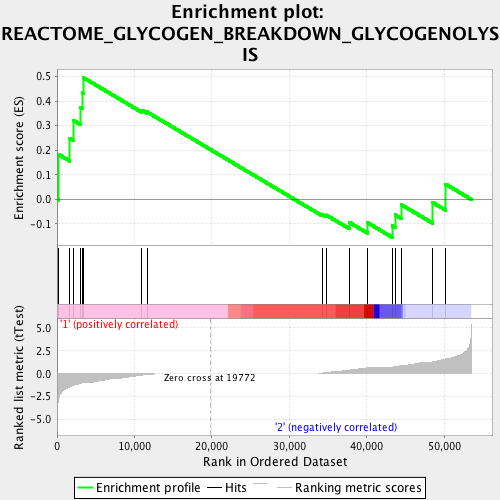 Enrichment plot:
REACTOME_GLYCOGEN_BREAKDOWN_GLYCOGENOLYS
IS
Enrichment score (ES)
0.5
0.4
0.3
0.2
0.1
0.0
-0.1
Ranked list metric (tTest)
'1' (positively correlated)
5.0
2.5
0.0
-2.5
-5.0
Zero cross at 19772
'2' (negatively correlated)
0
10,000
20,000
30,000
40,000
50,000
Rank in Ordered Dataset
Enrichment profile
Hits
Ranking metric scores